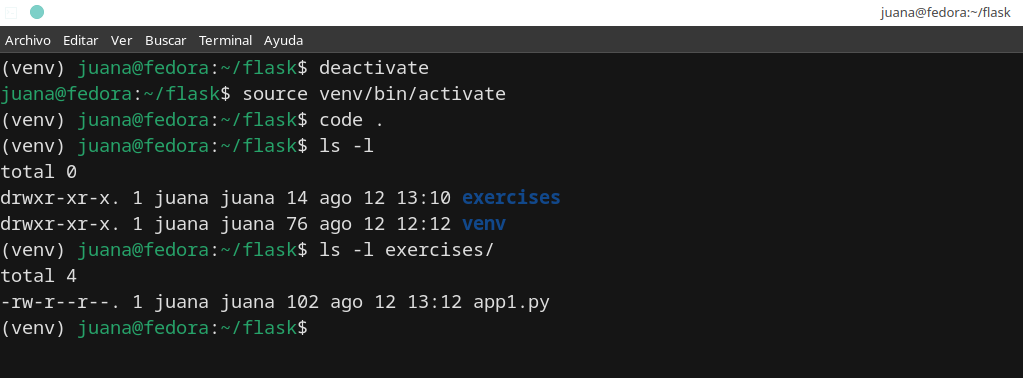 juana@fedora:~/flask
Archivo Editar Ver Buscar Terminal Ayuda
(venv) juana@fedora:~/flask$ deactivate
juana@fedora:~/flask$ source venv/bin/activate
(venv) juana@fedora:~/flask$ code .
(venv) juana@fedora:~/flask$ ls -l
total 0
drwxr-xr-x. 1 juana juana 14 ago 12 13:10 exercises
drwxr-xr-x. 1 juana juana 76 ago 12 12:12 venv
(venv) juana@fedora:~/flask$ ls -l exercises/
total 4
-rw-r--r--. 1 juana juana 102 ago 12 13:12 app1.py
(venv) juana@fedora:~/flask$